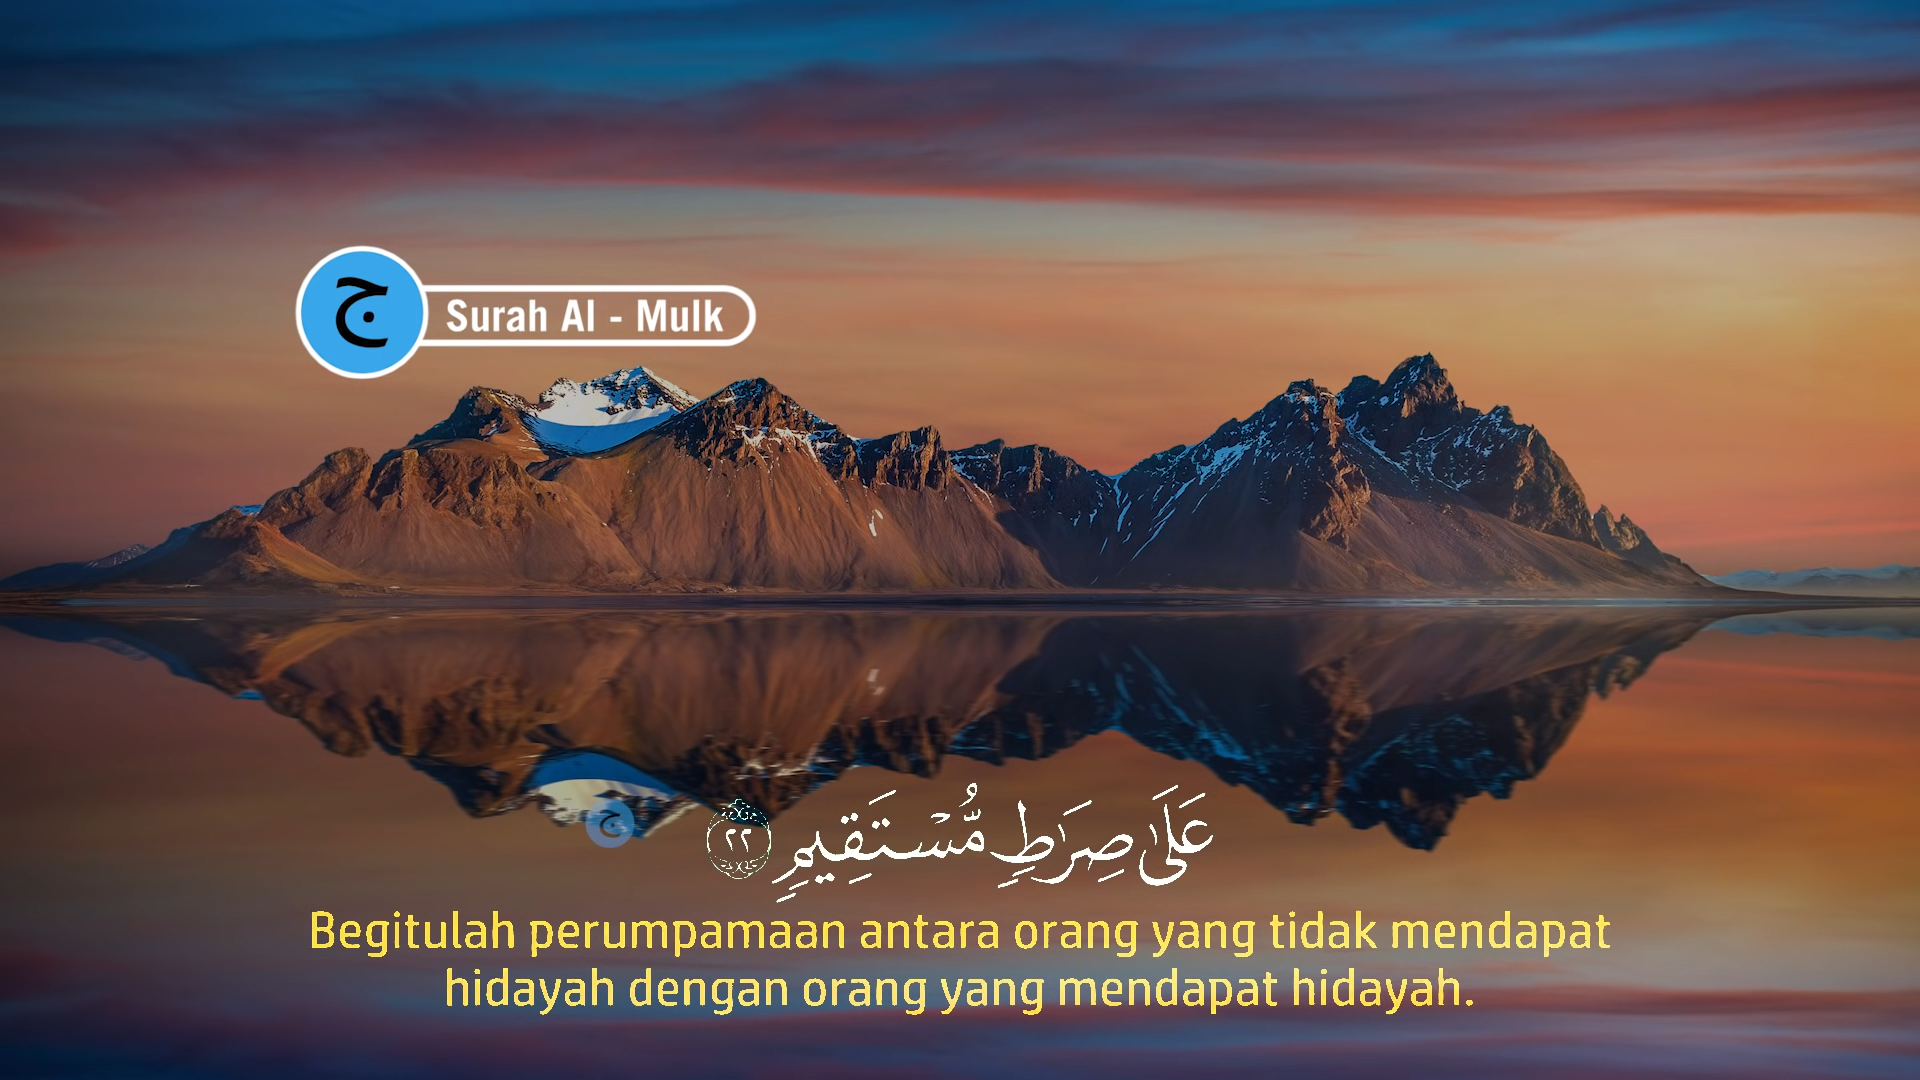 ج
Surah Al - Mulk
ج
عَلَىٰ صِرَٰطٍ مُّسْتَقِيمٍ ٢٢
Begitulah perumpamaan antara orang yang tidak mendapat
hidayah dengan orang yang mendapat hidayah.